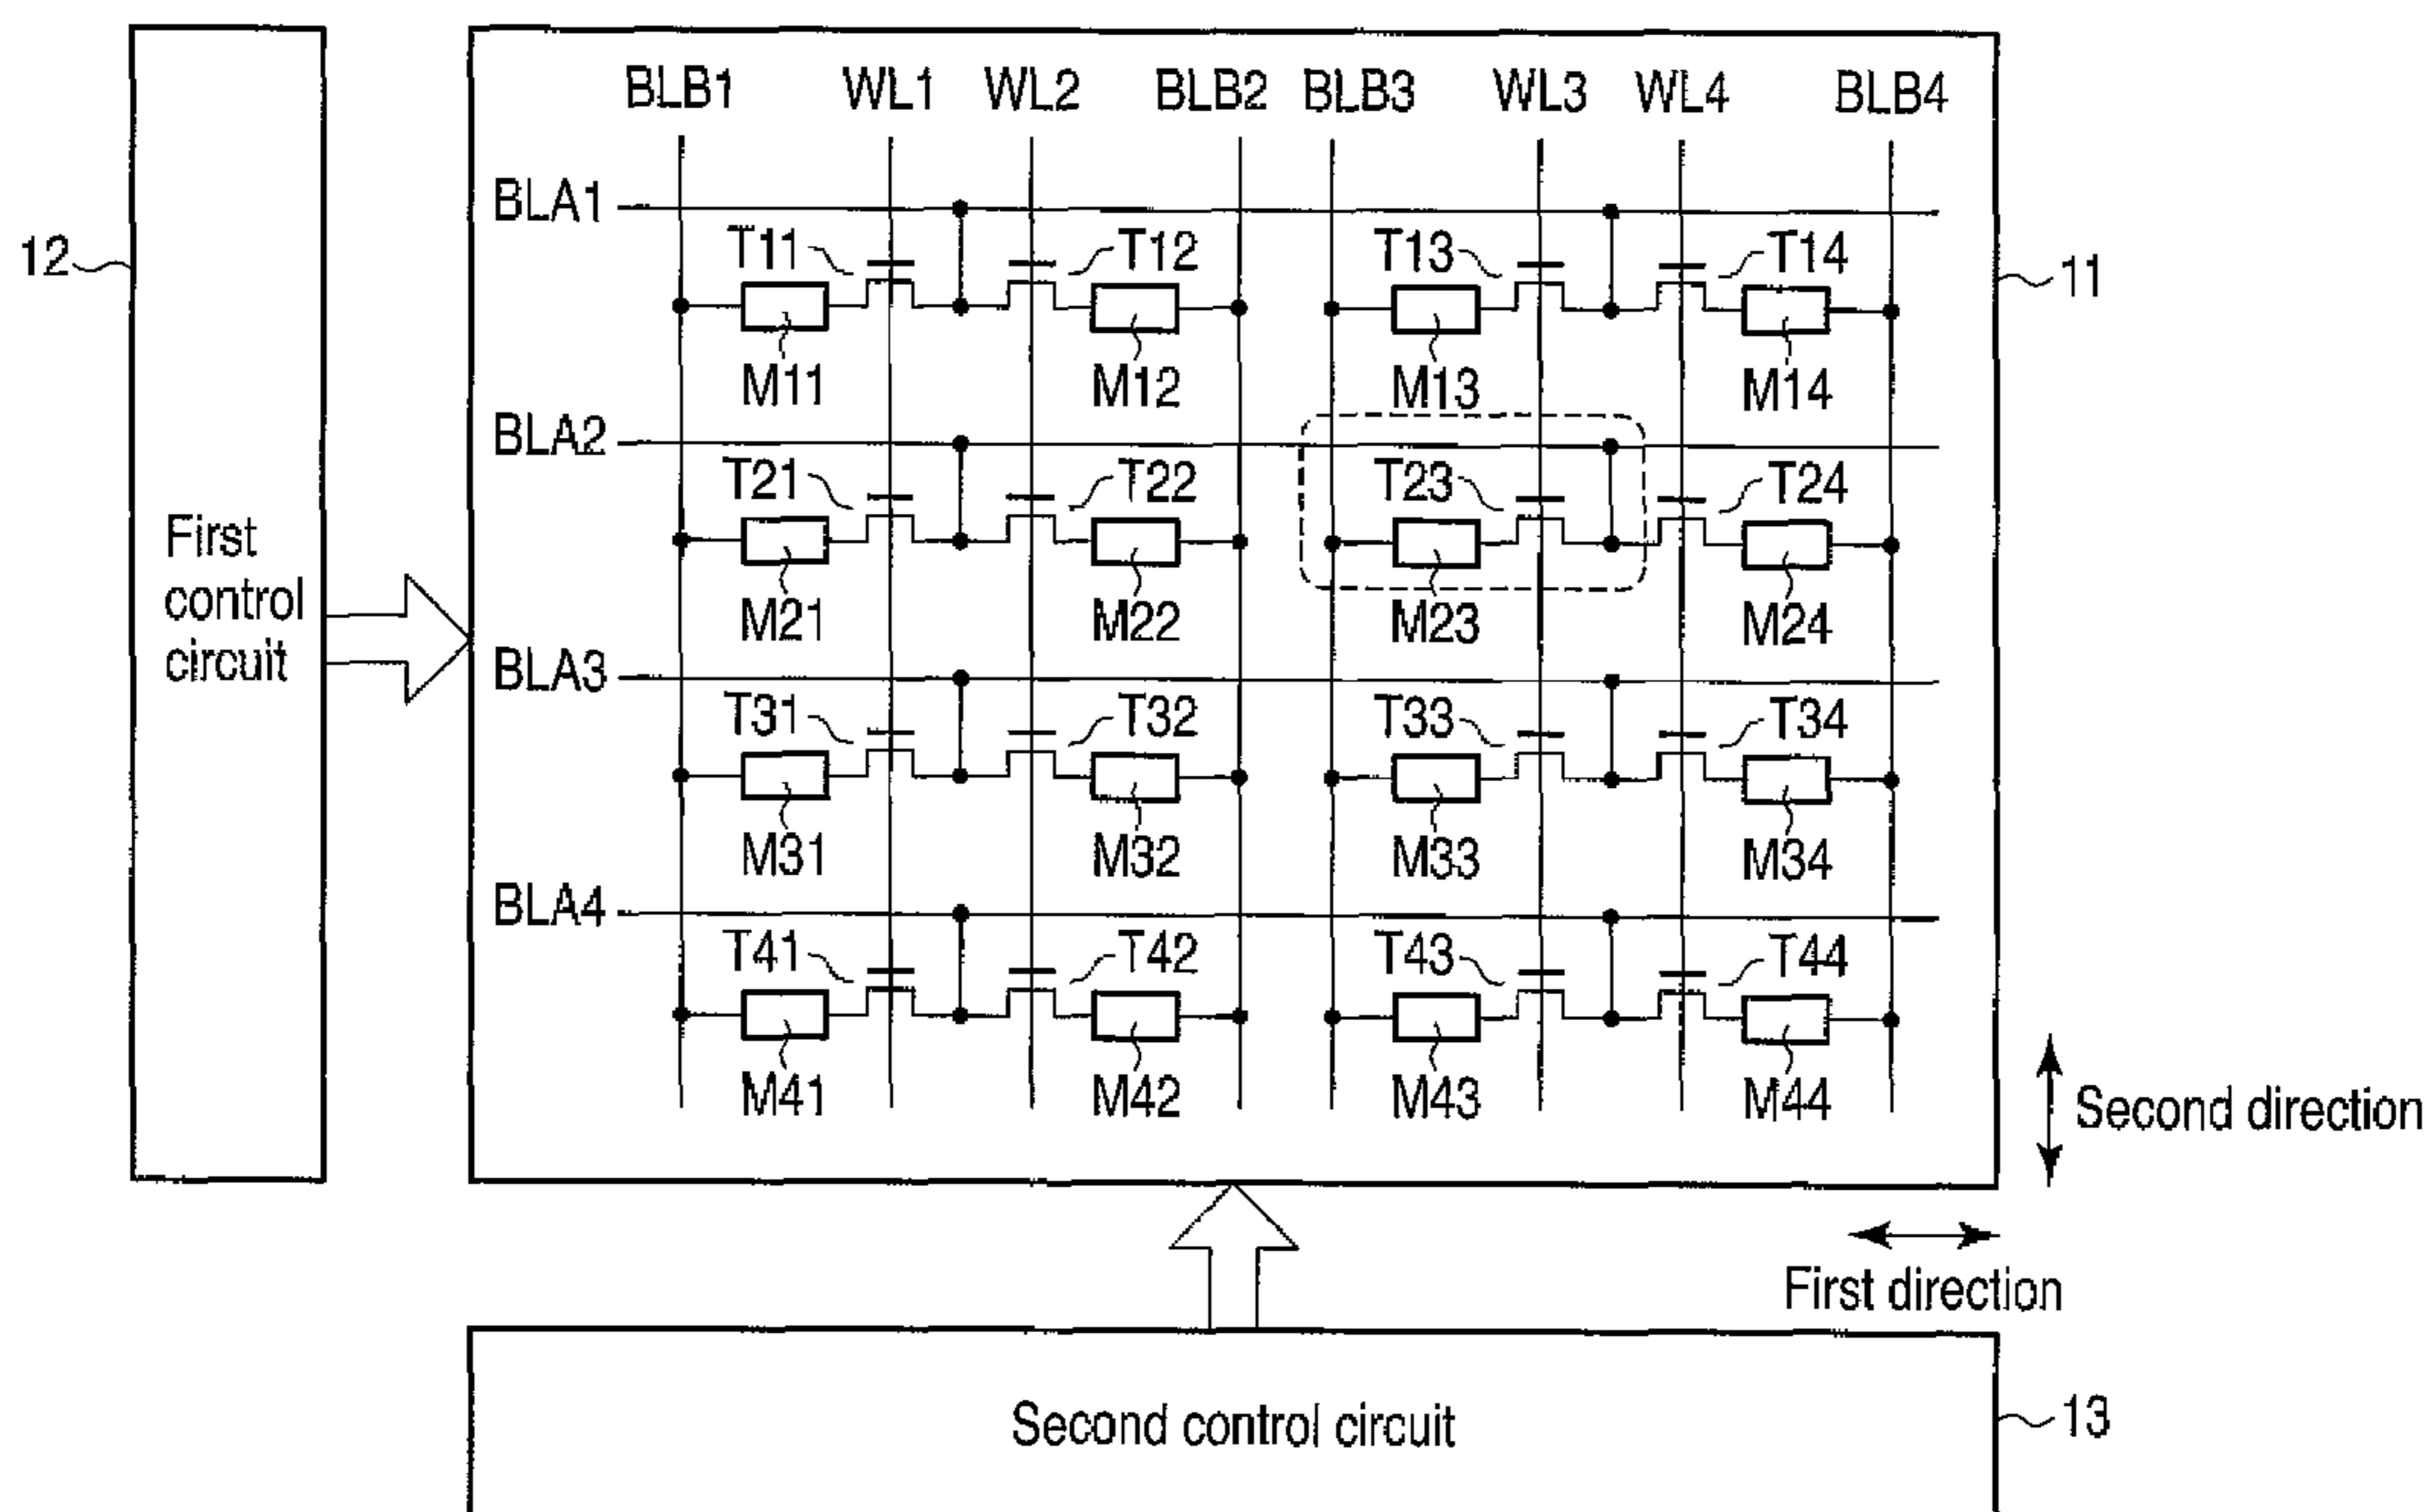 BLB1 WL1 WL2 BLB2 BLB3 WL3 WL4 BLB4
BLA1
T11 T12 T13 T14
12
11
M11 M12 M13 M14
BLA2
T21 T22 T23 T24
First
control
circuit
M21 M22 M23 M24
BLA3
T31 T32 T33 T34
M31 M32 M33 M34
BLA4
T41 T42 T43 T44
M41 M42 M43 M44
Second direction
First direction
Second control circuit
13